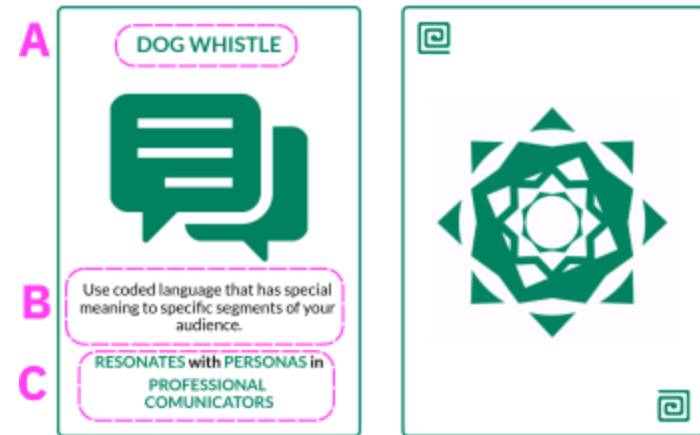 A
DOG WHISTLE
B
Use coded language that has special
meaning to specific segments of your
audience.
C
RESONATES with PERSONAS in
PROFESSIONAL
COMUNICATORS